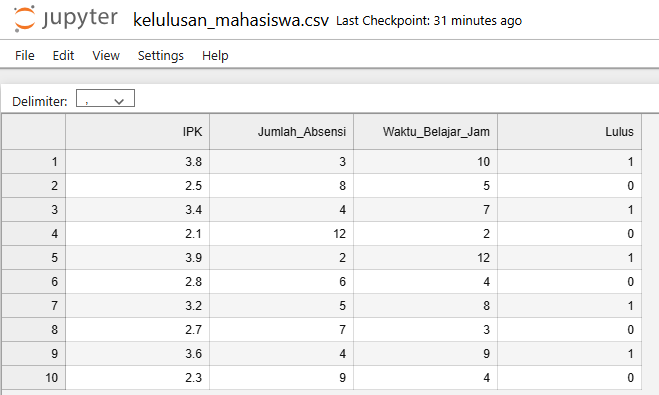 jupyter kelulusan_mahasiswa.csv Last Checkpoint: 31 minutes ago
File Edit View Settings Help
Delimiter: ,
IPK Jumlah_Absensi Waktu_Belajar_Jam Lulus
1 3.8 3 10 1
2 2.5 8 5 0
3 3.4 4 7 1
4 2.1 12 2 0
5 3.9 2 12 1
6 2.8 6 4 0
7 3.2 5 8 1
8 2.7 7 3 0
9 3.6 4 9 1
10 2.3 9 4 0